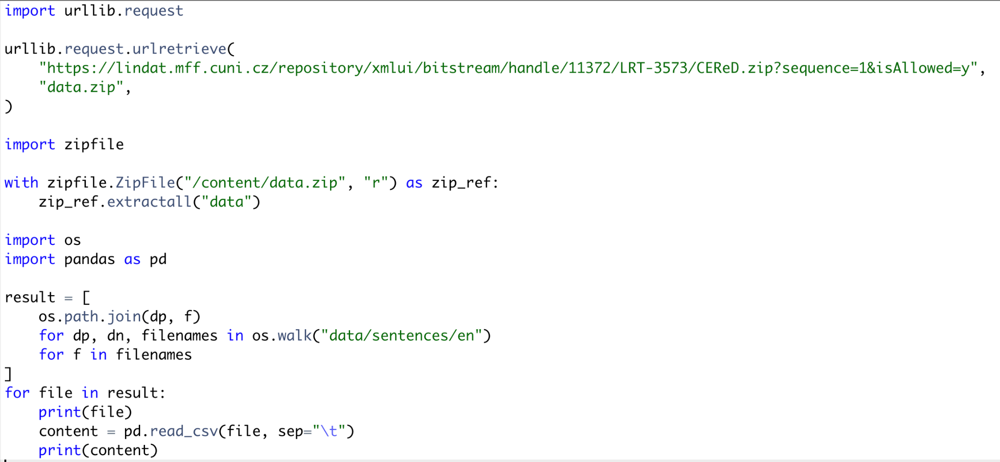 import urllib.request

urllib.request.urlretrieve(
    "https://lindat.mff.cuni.cz/repository/xmlui/bitstream/handle/11372/LRT-3573/CEReD.zip?sequence=1&isAllowed=y",
    "data.zip",
)

import zipfile

with zipfile.ZipFile("/content/data.zip", "r") as zip_ref:
    zip_ref.extractall("data")

import os
import pandas as pd

result = [
    os.path.join(dp, f)
    for dp, dn, filenames in os.walk("data/sentences/en")
    for f in filenames
]
for file in result:
    print(file)
    content = pd.read_csv(file, sep="\t")
    print(content)